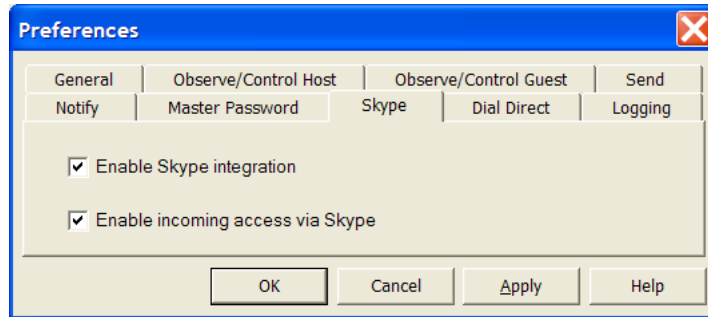 Preferences
General Observe/Control Host Observe/Control Guest Send
Notify Master Password Skype Dial Direct Logging
Enable Skype integration
Enable incoming access via Skype
OK Cancel Apply Help